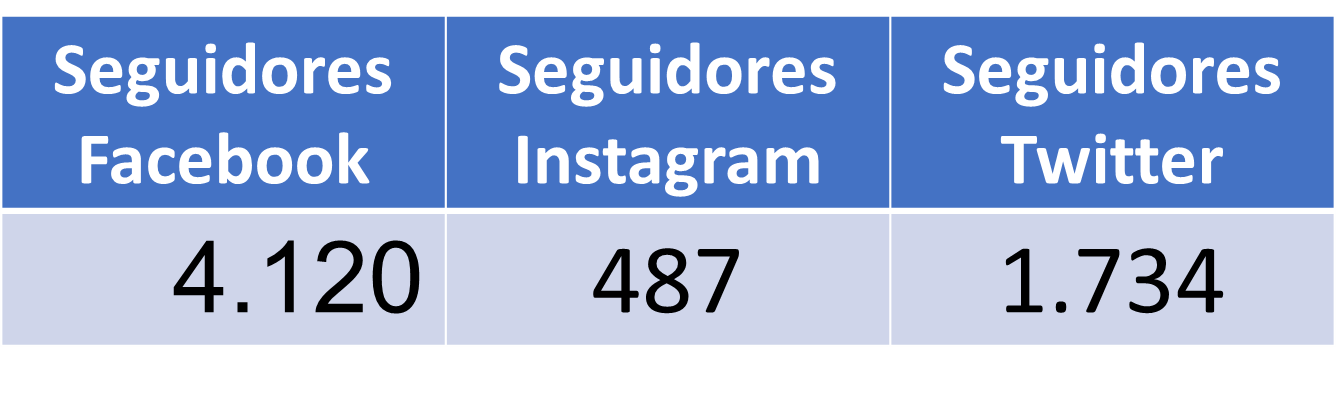 Seguidores Facebook
Seguidores Instagram
Seguidores Twitter
4.120
487
1.734